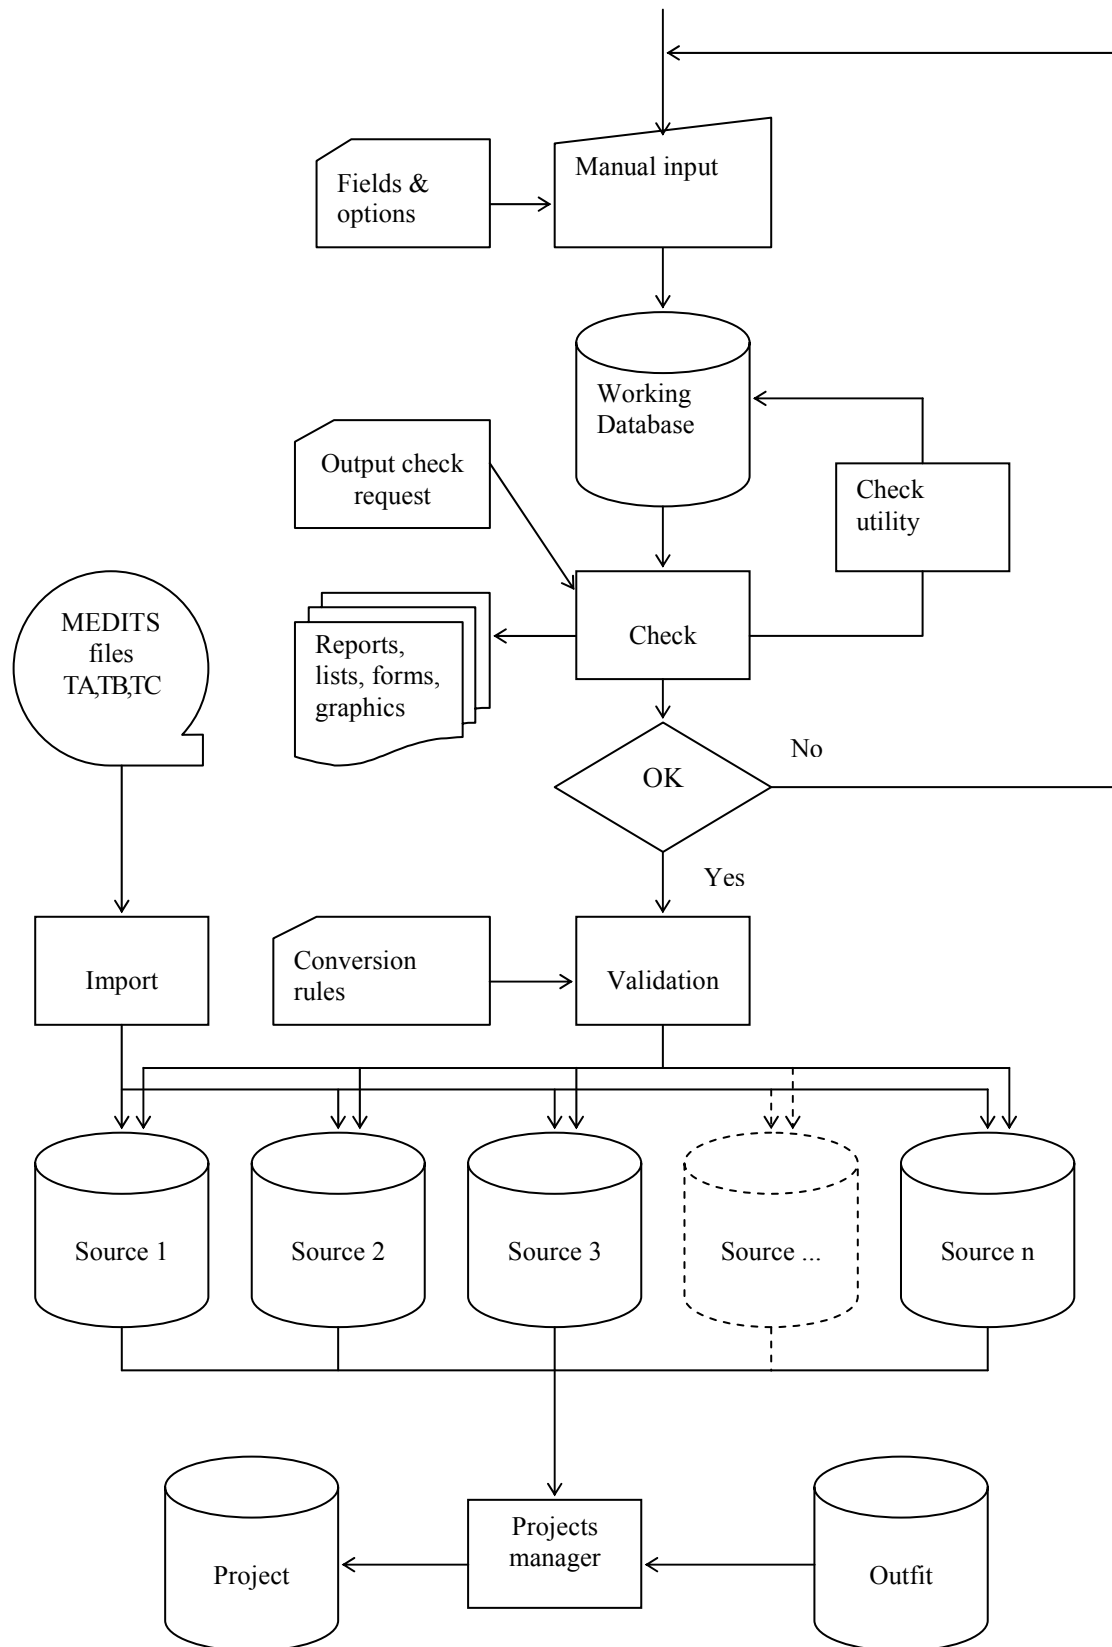 Manual input
Fields &
options
Working
Database
Output check
request
Check
utility
MEDITS
files
TA,TB,TC
Reports,
lists, forms,
graphics
Check
No
OK
Yes
Import
Conversion
rules
Validation
Source 1
Source 2
Source 3
Source ...
Source n
Projects
manager
Project
Outfit